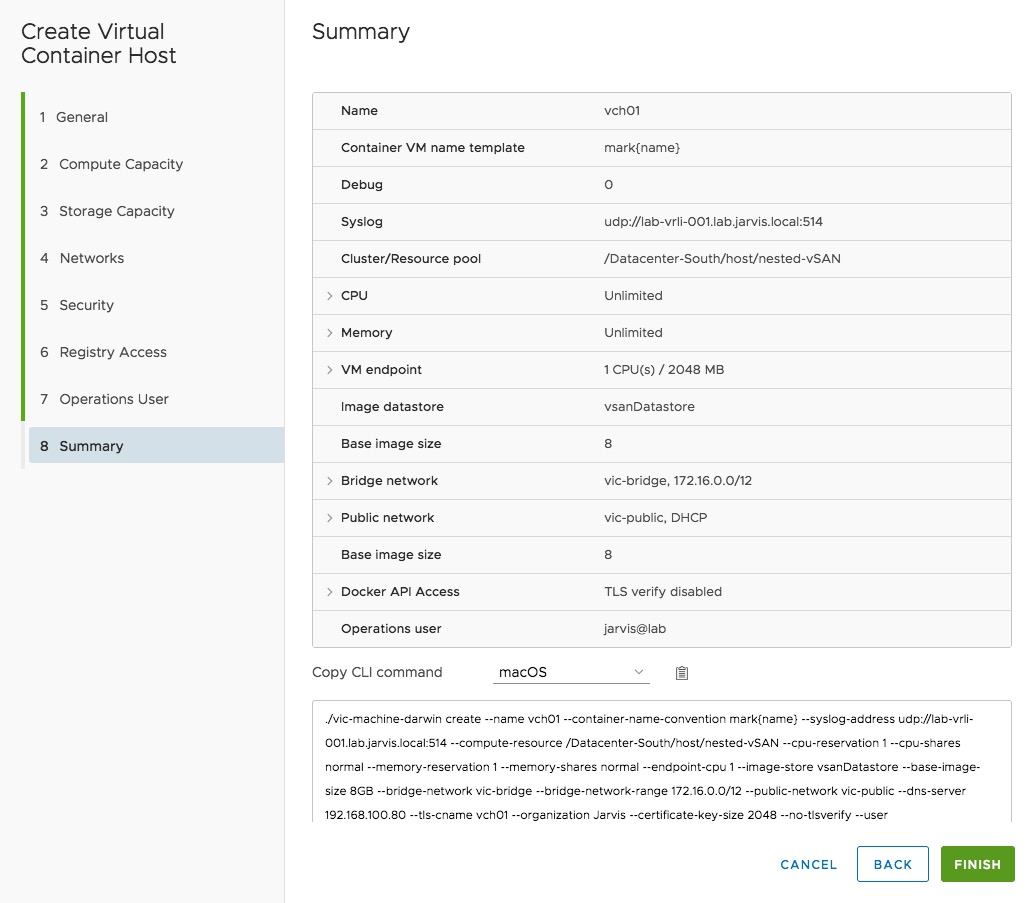 Create Virtual
Container Host
1 General
2 Compute Capacity
3 Storage Capacity
4 Networks
5 Security
6 Registry Access
7 Operations User
8 Summary
Summary
Name vch01
Container VM name template mark{name}
Debug 0
Syslog udp://lab-vrli-001.lab.jarvis.local:514
Cluster/Resource pool /Datacenter-South/host/nested-vSAN
CPU Unlimited
Memory Unlimited
VM endpoint 1 CPU(s) / 2048 MB
Image datastore vsanDatastore
Base image size 8
Bridge network vic-bridge, 172.16.0.0/12
Public network vic-public, DHCP
Base image size 8
Docker API Access TLS verify disabled
Operations user jarvis@lab
Copy CLI command macOS
./vic-machine-darwin create --name vch01 --container-name-convention mark{name} --syslog-address udp://lab-vrli-
001.lab.jarvis.local:514 --compute-resource /Datacenter-South/host/nested-vSAN --cpu-reservation 1 --cpu-shares
normal --memory-reservation 1 --memory-shares normal --endpoint-cpu 1 --image-store vsanDatastore --base-image-
size 8GB --bridge-network vic-bridge --bridge-network-range 172.16.0.0/12 --public-network vic-public --dns-server
192.168.100.80 --tls-cname vch01 --organization Jarvis --certificate-key-size 2048 --no-tlsverify --user
CANCEL BACK FINISH